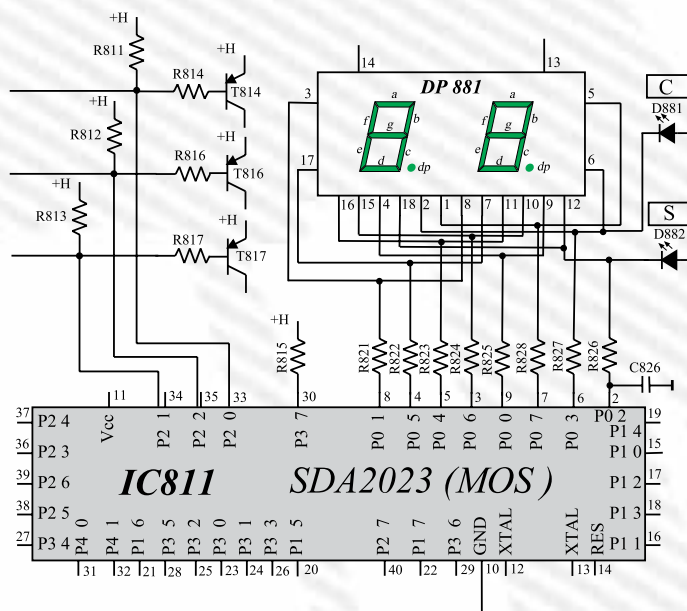 +H
R811
+H
R814
T814
14
13
3
DP 881
5
C
D881
a
f
b
g
e
c
d
dp
a
f
b
g
e
c
d
dp
+H
R812
+H
R816
T816
17
6
+H
R813
+H
R817
T817
16
15
4
18
2
1
8
7
11
10
9
12
S
D882
+H
R815
R821
R822
R823
R824
R825
R828
R827
R826
C826
11
34
35
33
30
8
4
5
3
9
7
6
2
37
P2 4
Vcc
P2 1
P2 2
P2 0
P3 7
P0 1
P0 5
P0 4
P0 6
P0 0
P0 7
P0 3
P0 2
P1 4
19
36
P2 3
P1 0
15
39
P2 6
IC811
SDA2023 (MOS )
P1 2
17
38
P2 5
P1 3
18
27
P3 4
P1 1
16
P4 0
P4 1
P1 6
P3 5
P3 2
P3 0
P3 1
P3 3
P1 5
P2 7
P1 7
P3 6
GND
XTAL
XTAL
RES
31
32
21
28
25
23
24
26
20
40
22
29
10
12
13
14